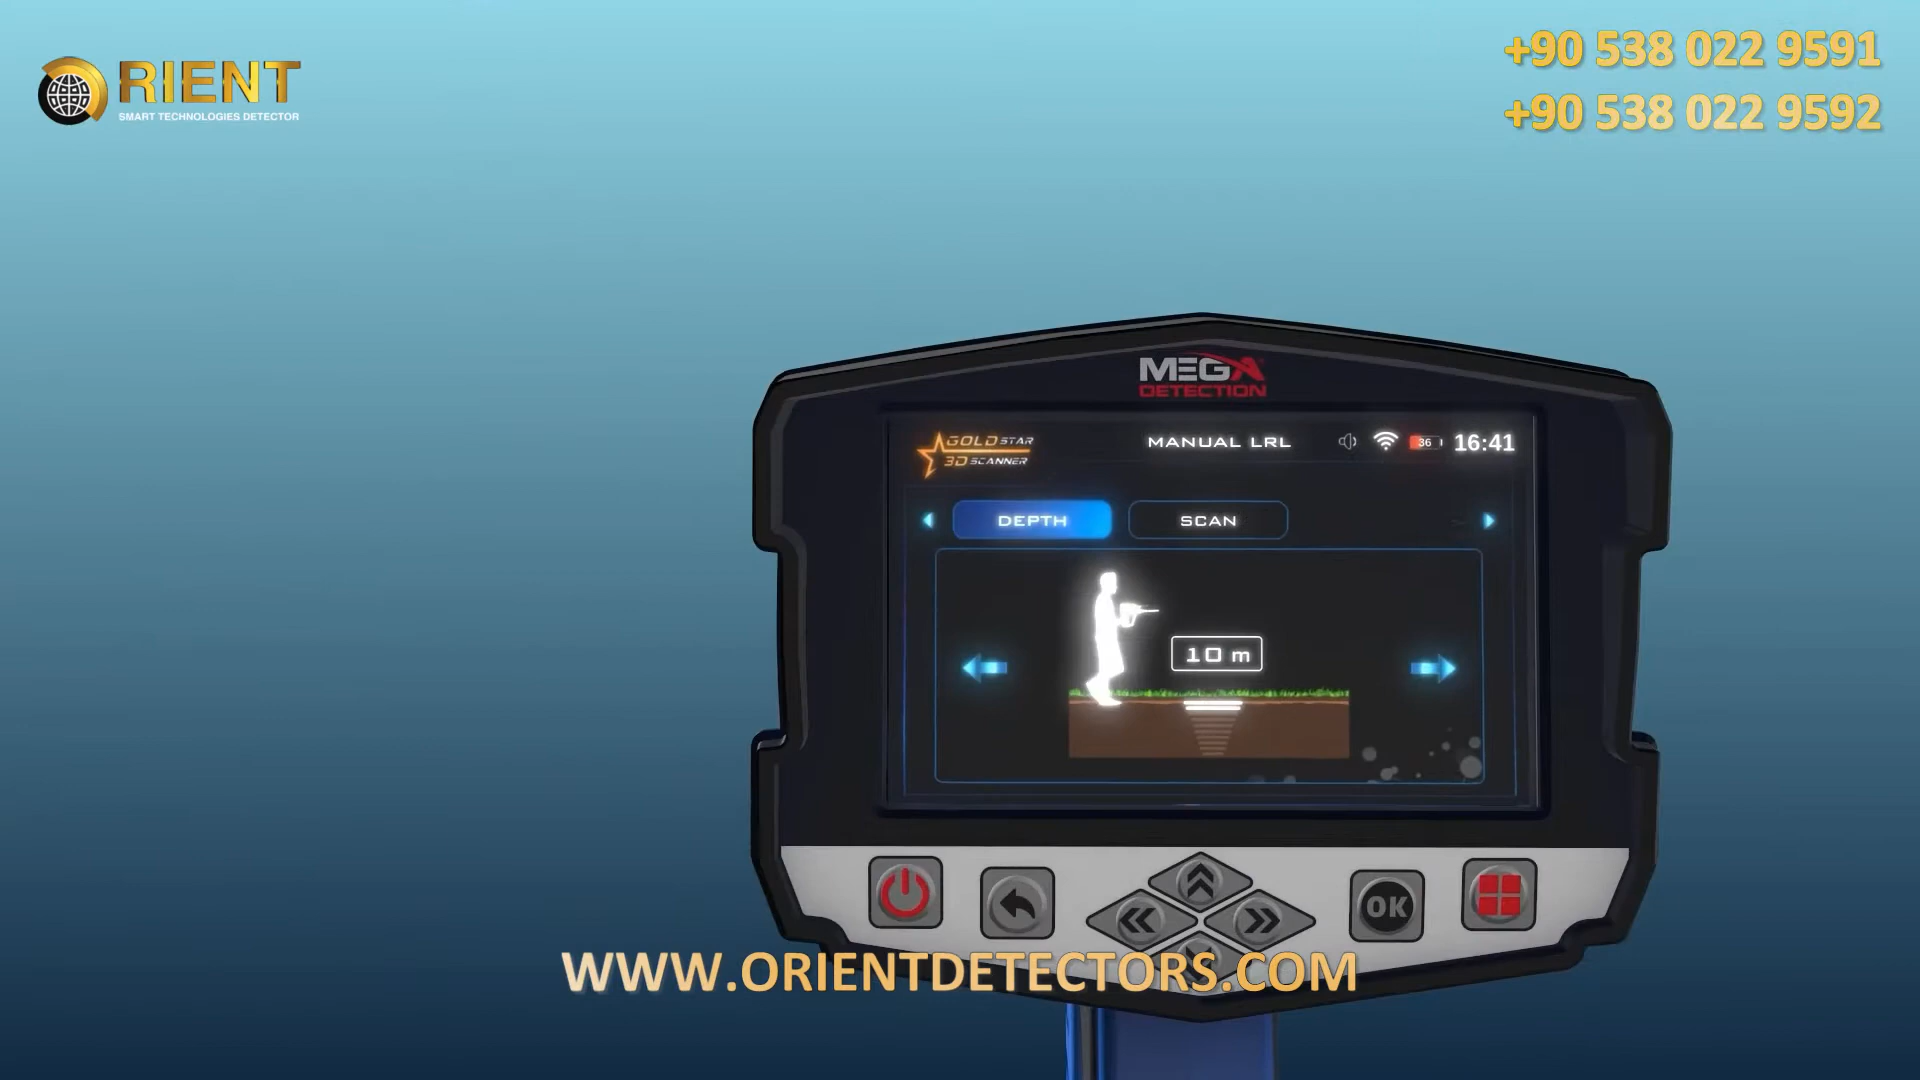 RIENT
SMART TECHNOLOGIES DETECTOR
+90 538 022 9591
+90 538 022 9592
MEGA
DETECTION
GOLD STAR
3D SCANNER
MANUAL LRL
36
16:41
DEPTH
SCAN
10 m
OK
WWW.ORIENTDETECTORS.COM